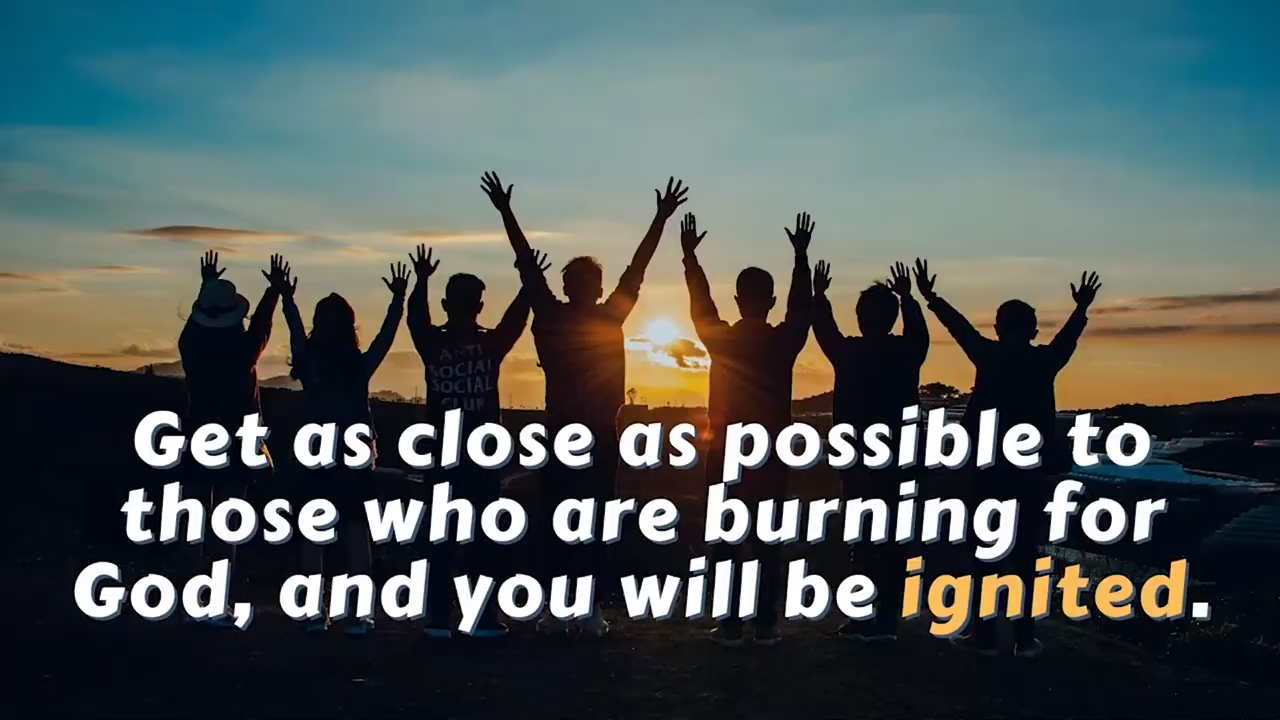 ANTI
SOCIAL
SOCIAL
CLUB
Get as close as possible to
those who are burning for
God, and you will be ignited.